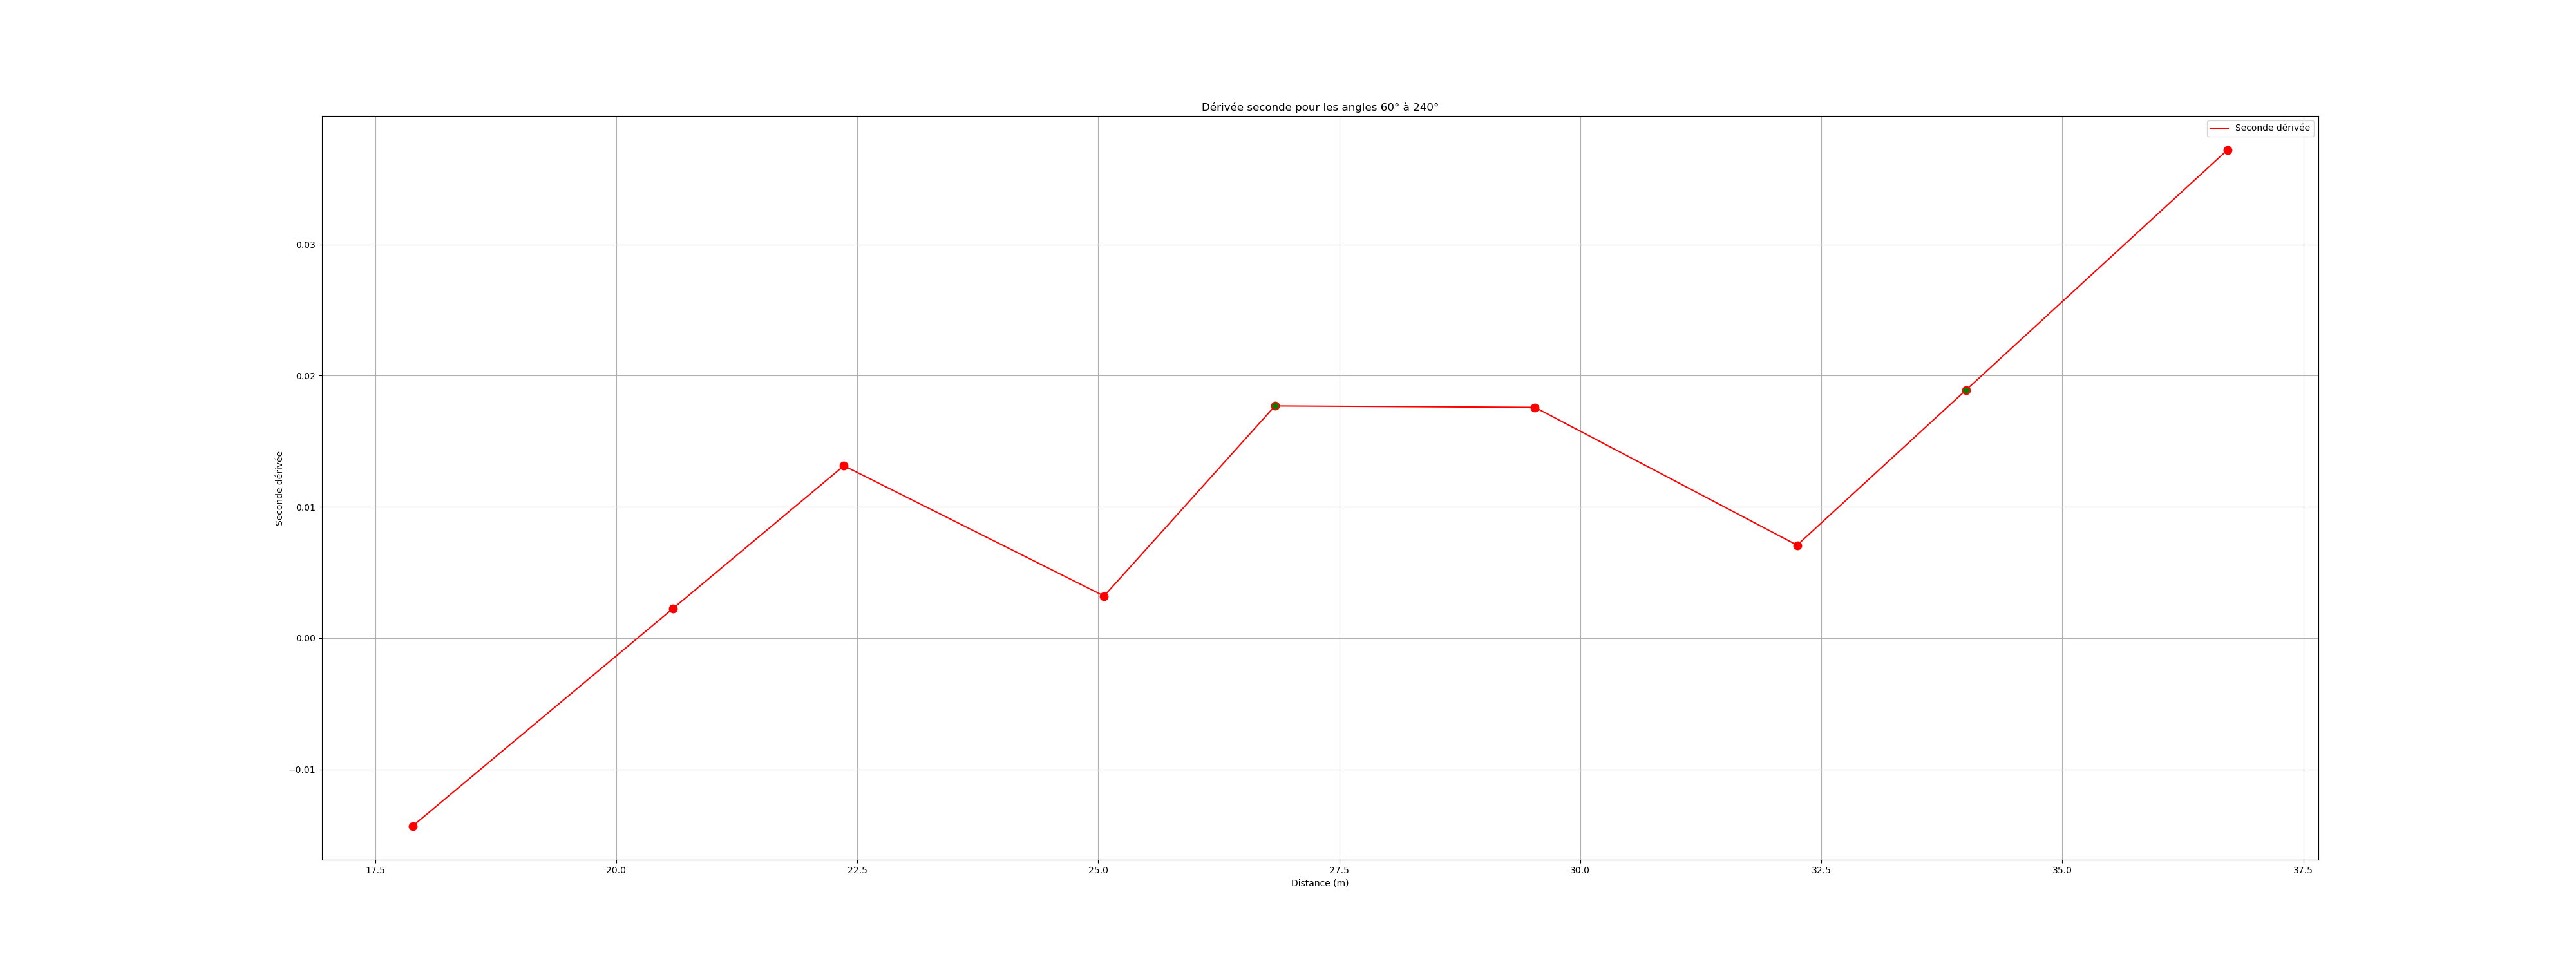 Dérivée seconde pour les angles 60° à 240°
Seconde dérivée
0.03
0.02
0.01
0.00
−0.01
Seconde dérivée
17.5 20.0 22.5 25.0 27.5 30.0 32.5 35.0 37.5
Distance (m)